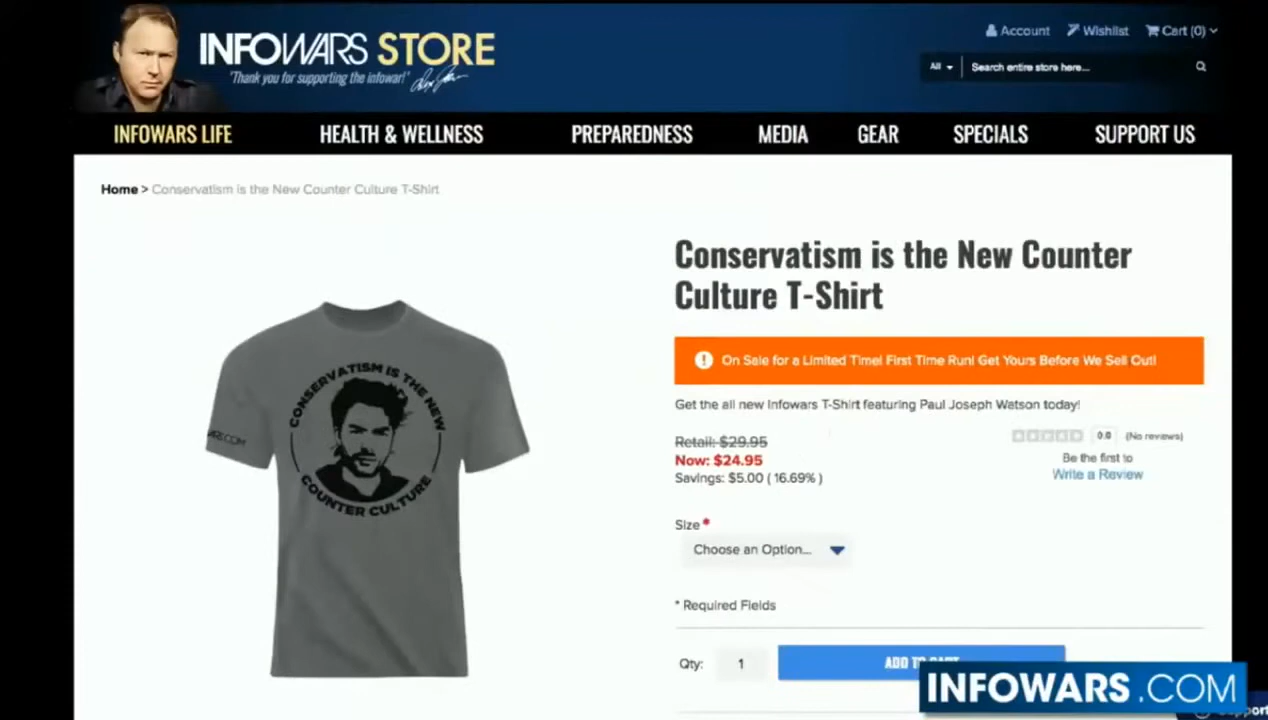 INFOWARS STORE
"Thank you for supporting the infowar!"
Account
Wishlist
Cart (0)
All
Search entire store here...
INFOWARS LIFE
HEALTH & WELLNESS
PREPAREDNESS
MEDIA
GEAR
SPECIALS
SUPPORT US
Home > Conservatism is the New Counter Culture T-Shirt
Conservatism is the New Counter
Culture T-Shirt
On Sale for a Limited Time! First Time Run! Get Yours Before We Sell Out!
Get the all new Infowars T-Shirt featuring Paul Joseph Watson today!
Retail: $29.95
Now: $24.95
Savings: $5.00 ( 16.69% )
0.0 (No reviews)
Be the first to
Write a Review
CONSERVATISM IS THE NEW
COUNTER CULTURE
Size *
Choose an Option...
* Required Fields
Qty: 1
ADD TO CART
INFOWARS.COM